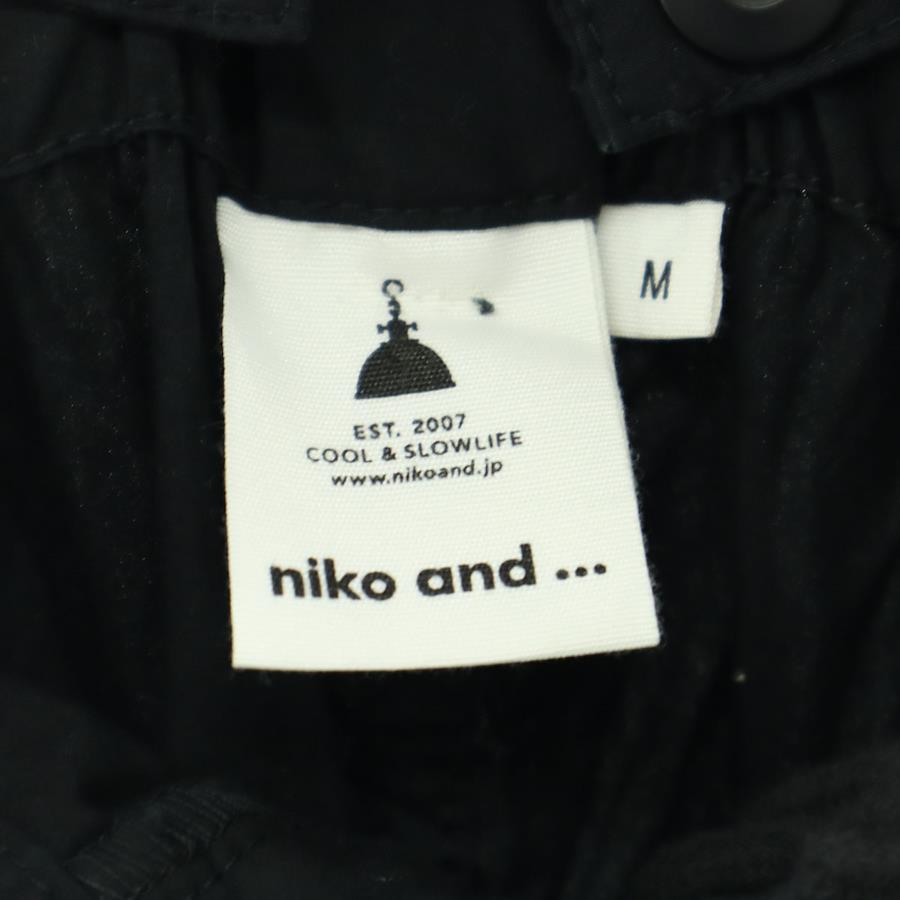 M
EST. 2007
COOL & SLOWLIFE
www.nikoand.jp
niko and ...